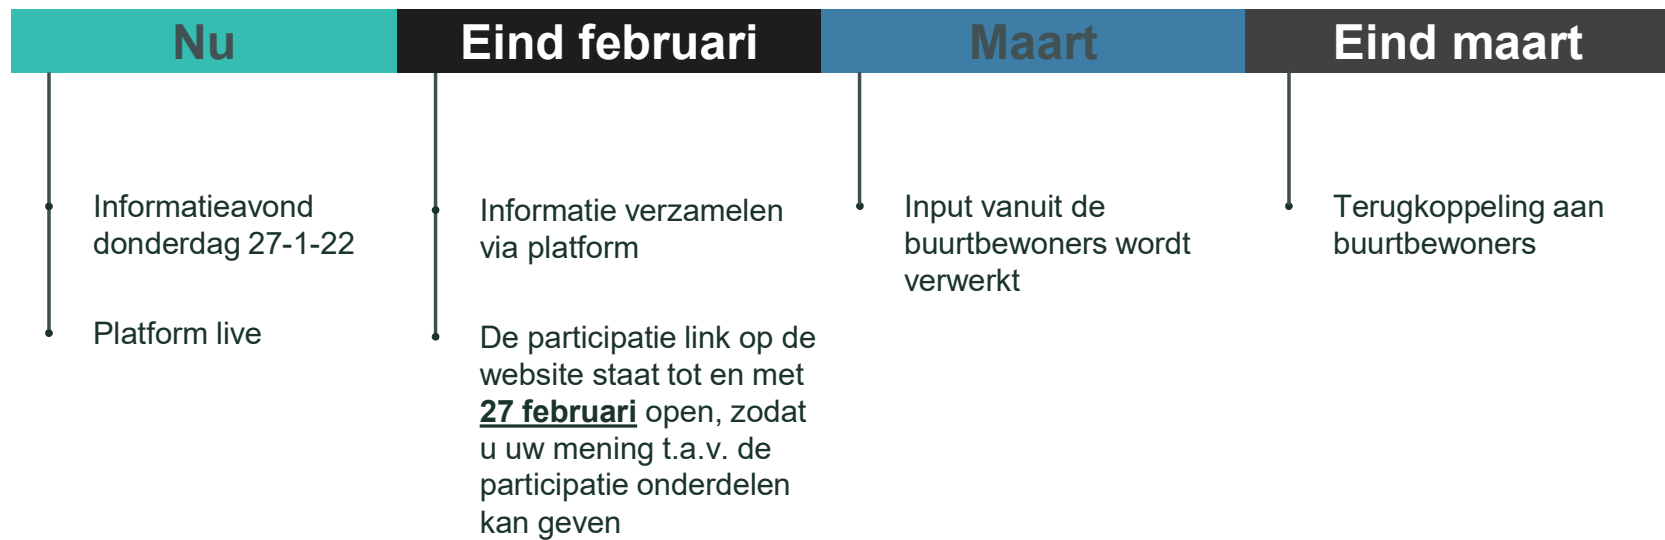 Nu
Eind februari
Maart
Eind maart
Informatieavond
donderdag 27-1-22
Platform live
Informatie verzamelen
via platform
De participatie link op de
website staat tot en met
27 februari open, zodat
u uw mening t.a.v. de
participatie onderdelen
kan geven
Input vanuit de
buurtbewoners wordt
verwerkt
Terugkoppeling aan
buurtbewoners